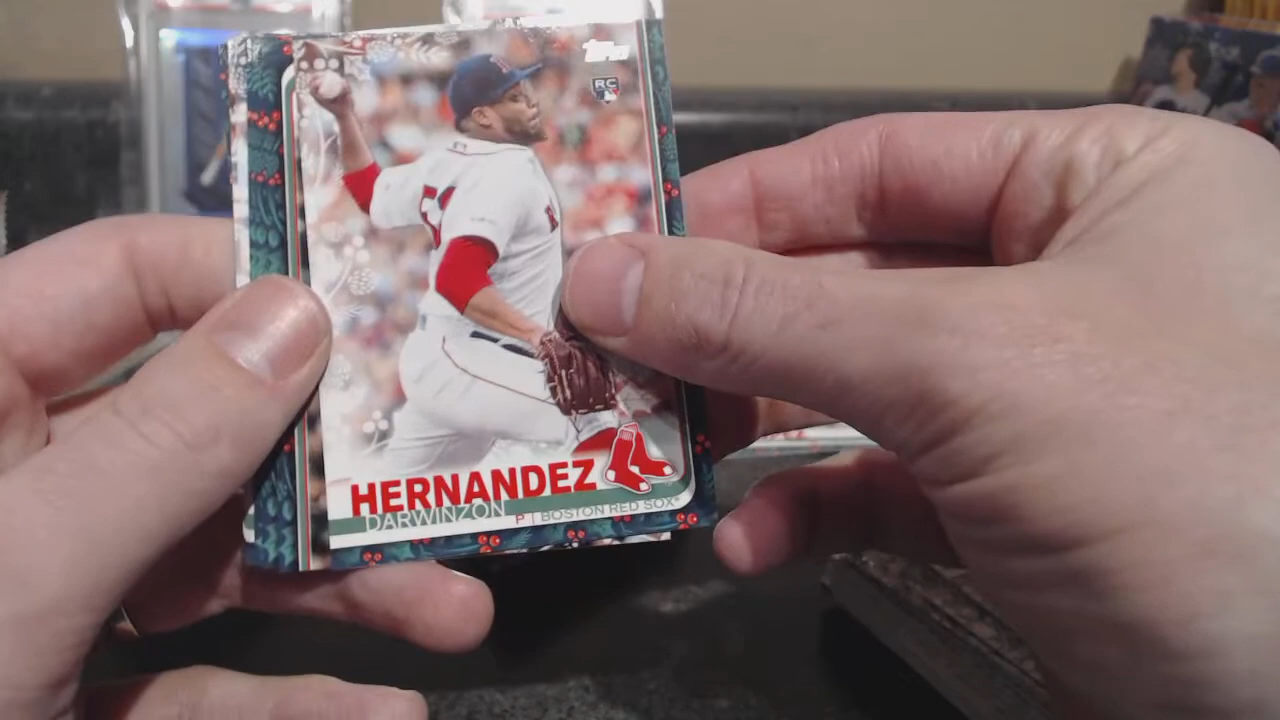 Topps
RC
HERNANDEZ
DARWINZON P | BOSTON RED SOX